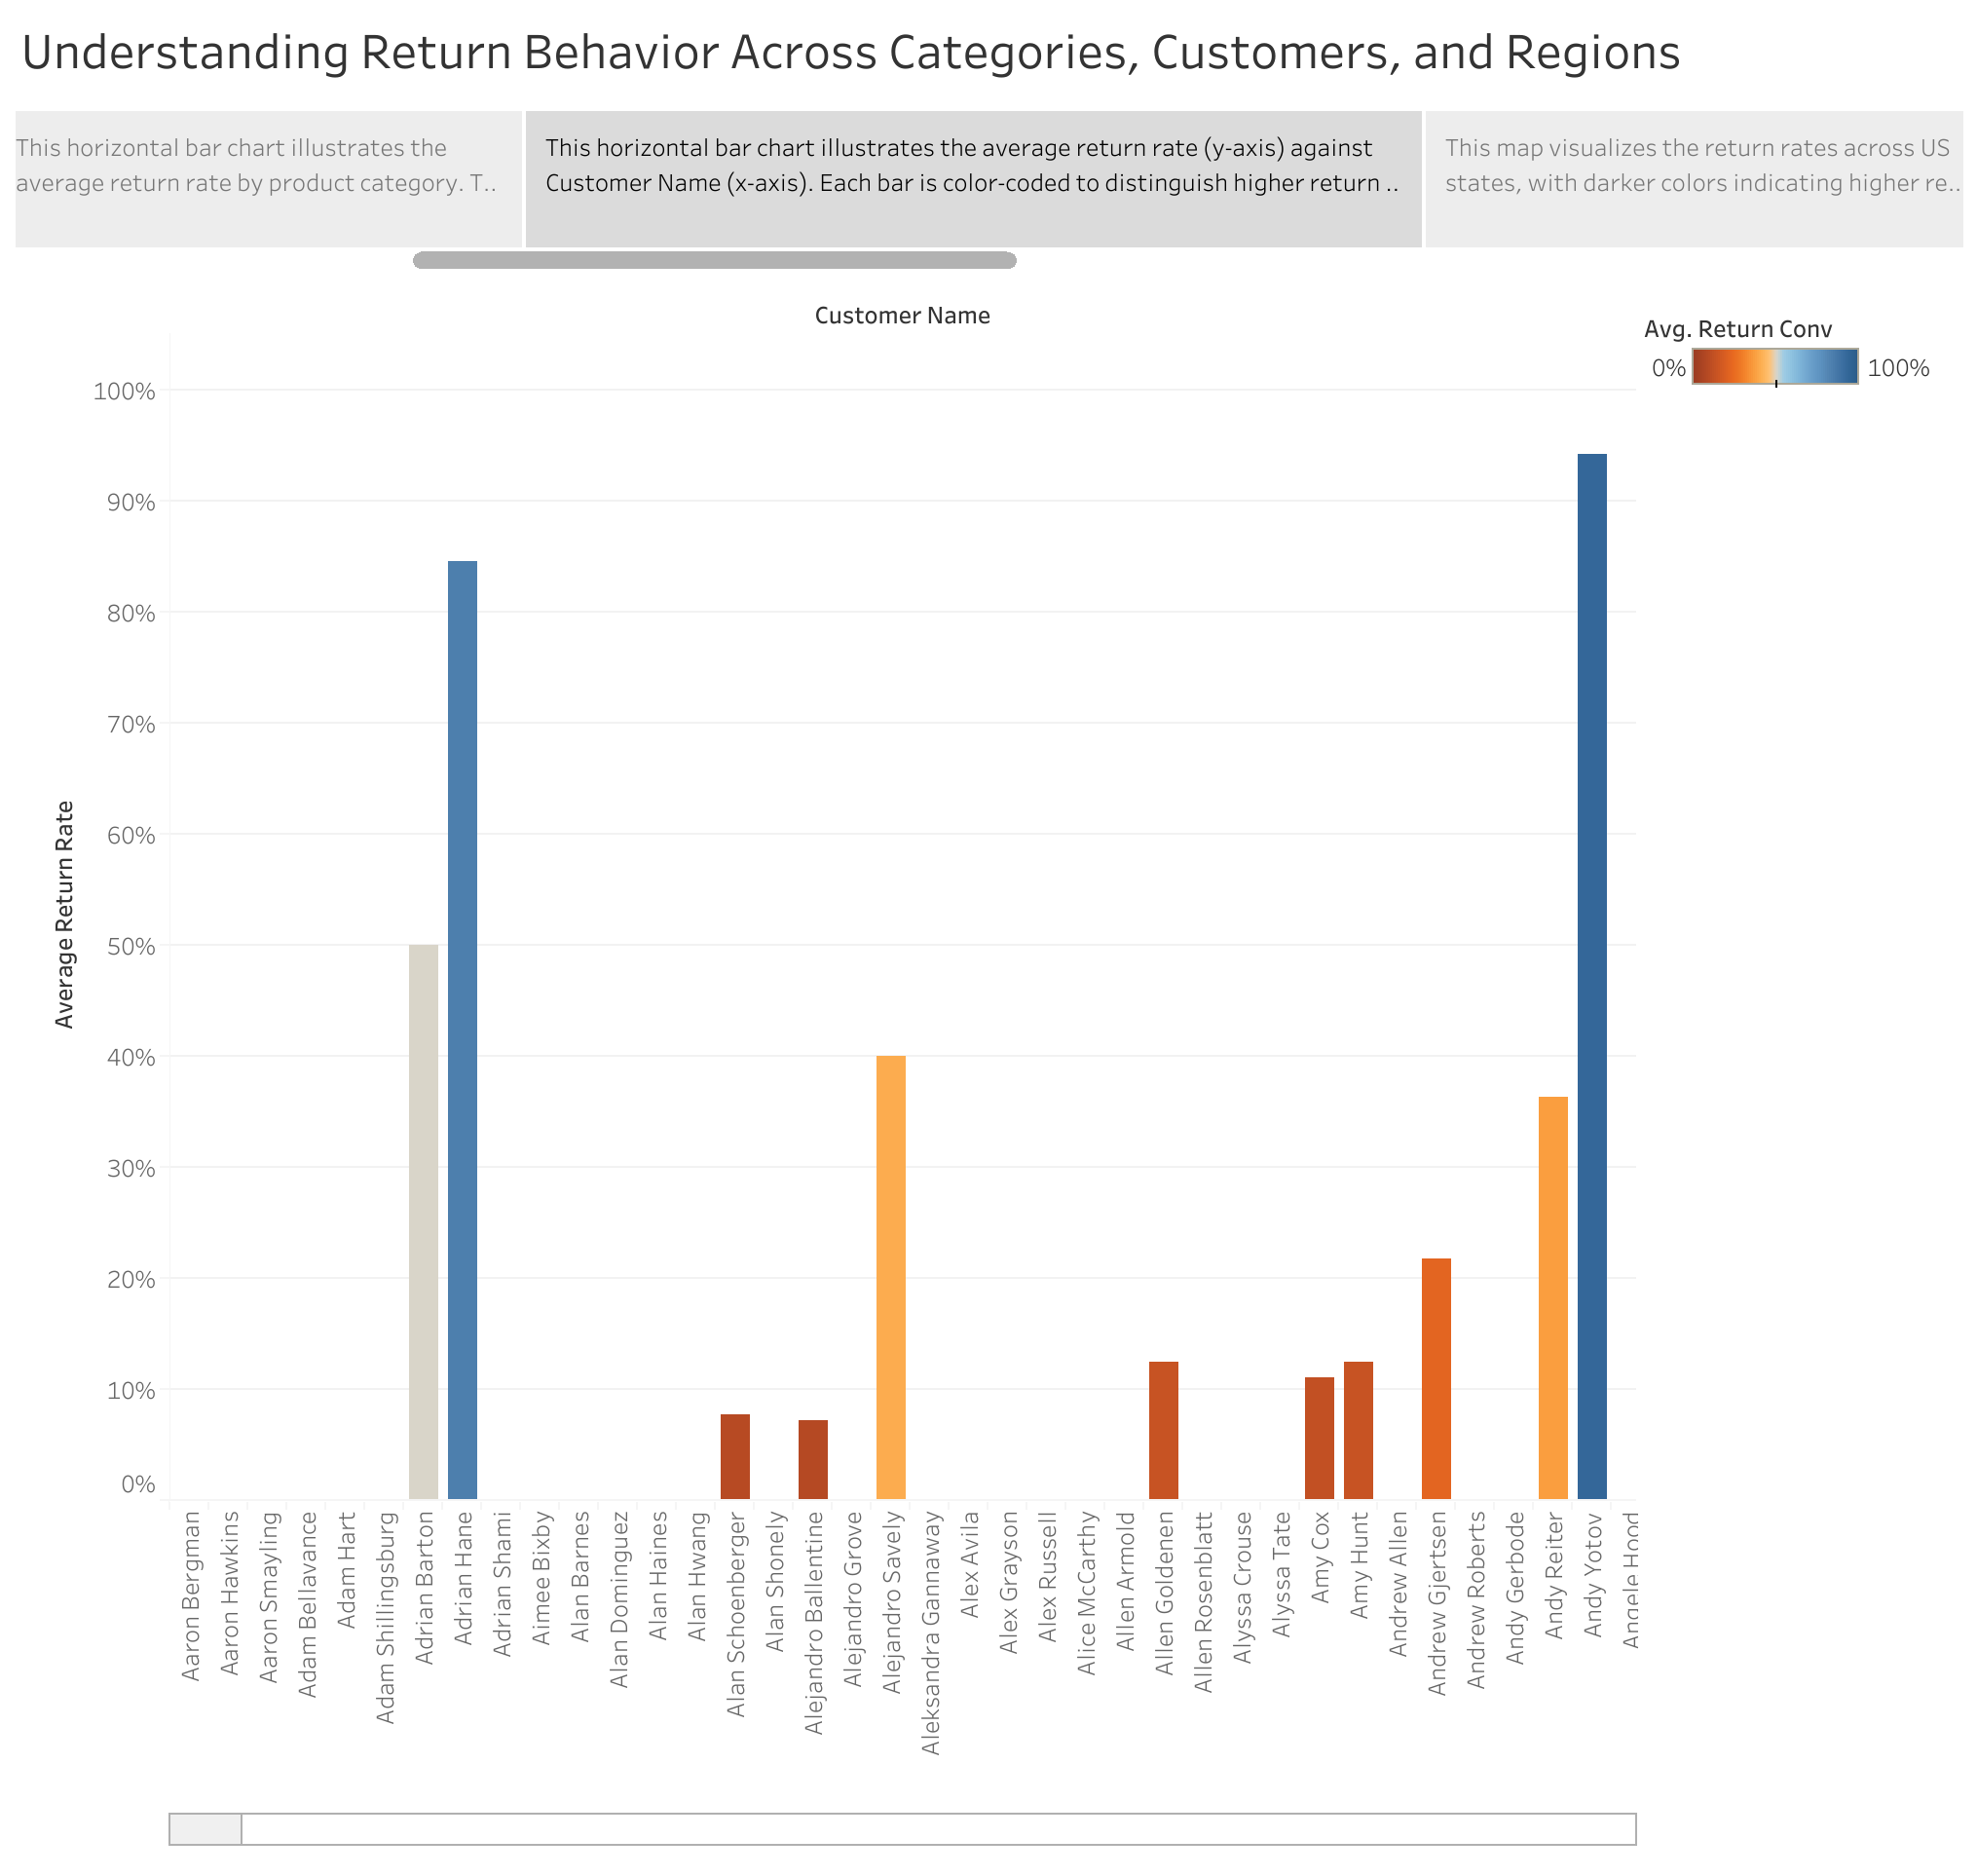 Understanding Return Behavior Across Categories, Customers, and Regions
This horizontal bar chart illustrates the
average return rate by product category. T..
This horizontal bar chart illustrates the average return rate (y-axis) against
Customer Name (x-axis). Each bar is color-coded to distinguish higher return ..
This map visualizes the return rates across US
states, with darker colors indicating higher re..
Customer Name
Avg. Return Conv
0%
100%
100%
90%
80%
70%
60%
50%
40%
30%
20%
10%
0%
Average Return Rate
Aaron Bergman
Aaron Hawkins
Aaron Smayling
Adam Bellavance
Adam Hart
Adam Shillingsburg
Adrian Barton
Adrian Hane
Adrian Shami
Aimee Bixby
Alan Barnes
Alan Dominguez
Alan Haines
Alan Hwang
Alan Schoenberger
Alan Shonely
Alejandro Ballentine
Alejandro Grove
Alejandro Savely
Aleksandra Gannaway
Alex Avila
Alex Grayson
Alex Russell
Alice McCarthy
Allen Armold
Allen Goldenen
Allen Rosenblatt
Alyssa Crouse
Alyssa Tate
Amy Cox
Amy Hunt
Andrew Allen
Andrew Gjertsen
Andrew Roberts
Andy Gerbode
Andy Reiter
Andy Yotov
Angele Hood